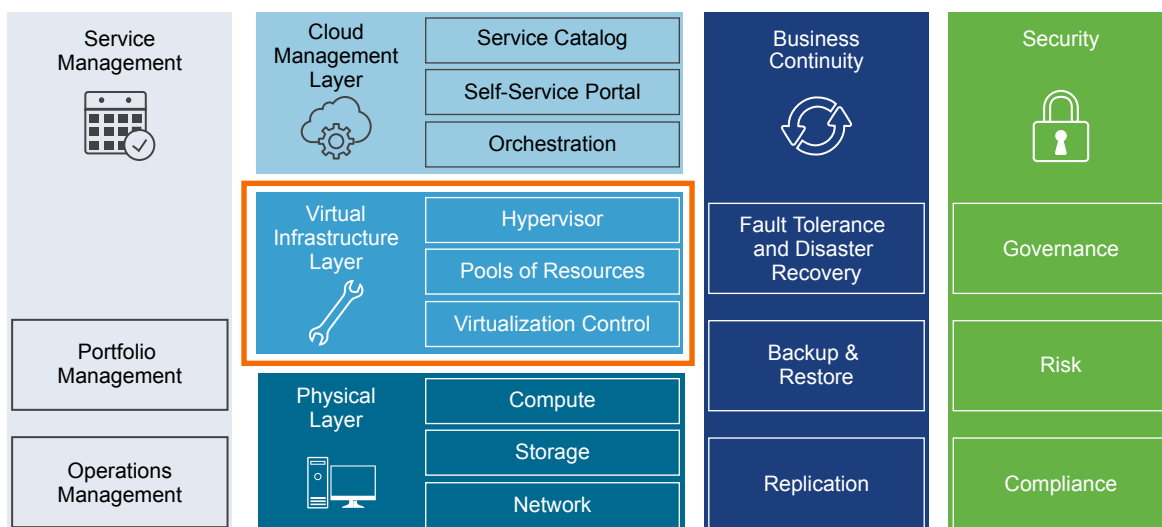 Service
Management
Portfolio
Management
Operations
Management
Cloud
Management
Layer
Service Catalog
Self-Service Portal
Orchestration
Virtual
Infrastructure
Layer
Hypervisor
Pools of Resources
Virtualization Control
Physical
Layer
Compute
Storage
Network
Business
Continuity
Fault Tolerance
and Disaster
Recovery
Backup &
Restore
Replication
Security
Governance
Risk
Compliance